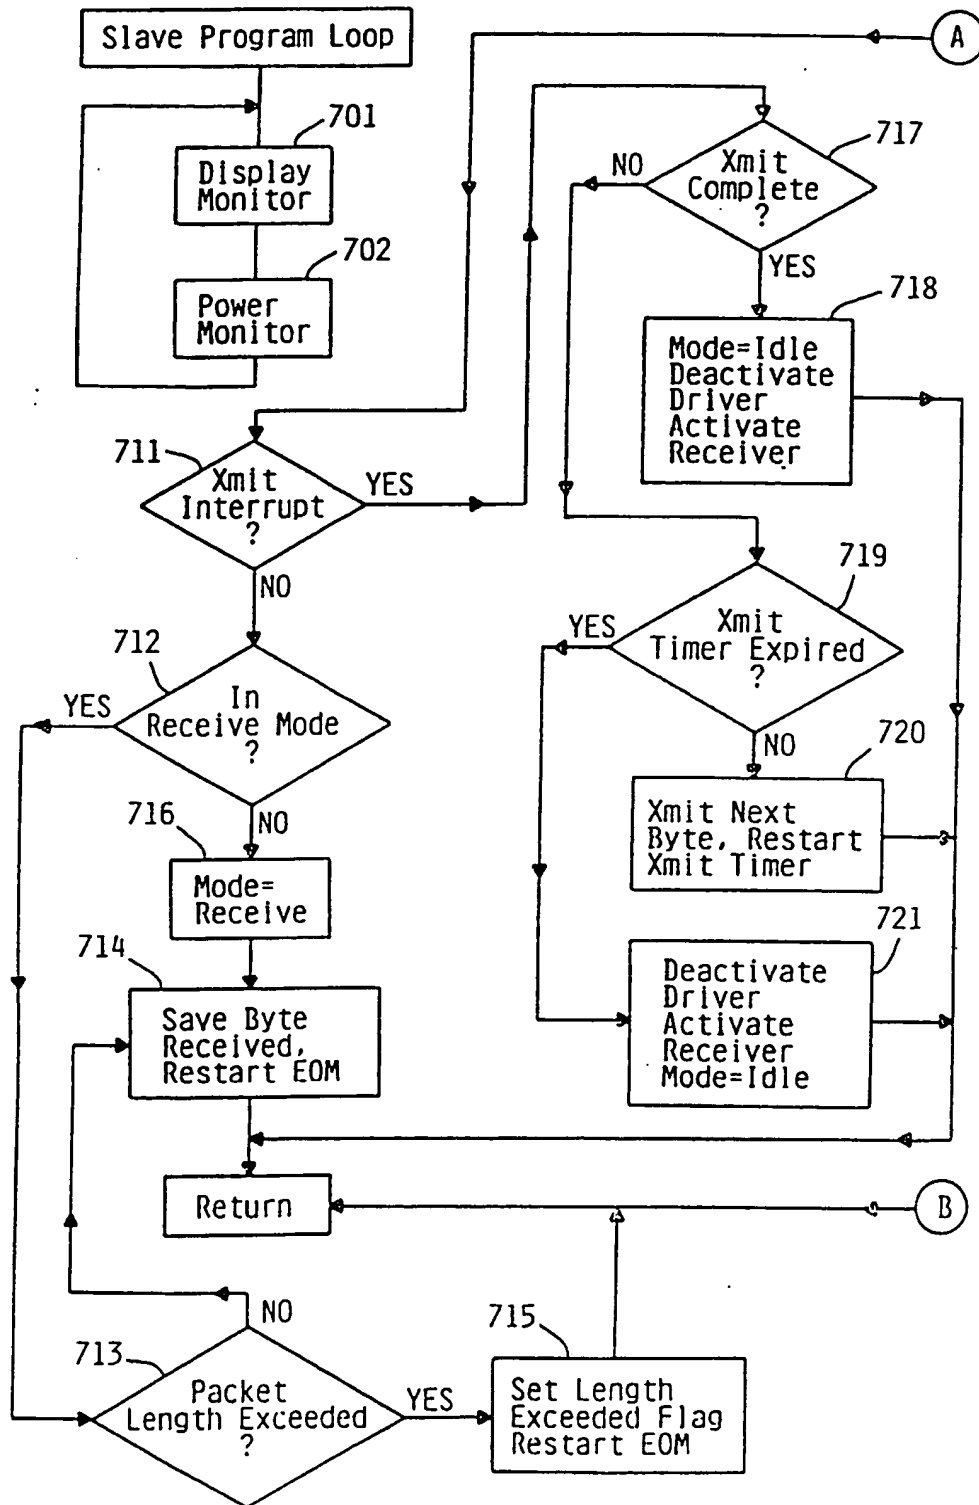 Slave Program Loop
A
701
Display
Monitor
702
Power
Monitor
717
Xmit
Complete
?
NO
YES
718
Mode=Idle
Deactivate
Driver
Activate
Receiver
711
Xmit
Interrupt
?
YES
NO
719
Xmit
Timer Expired
?
YES
NO
712
In
Receive Mode
?
YES
NO
720
Xmit Next
Byte, Restart
Xmit Timer
716
Mode=
Receive
721
Deactivate
Driver
Activate
Receiver
Mode=Idle
714
Save Byte
Received,
Restart EOM
Return
B
713
Packet
Length Exceeded
?
NO
YES
715
Set Length
Exceeded Flag
Restart EOM